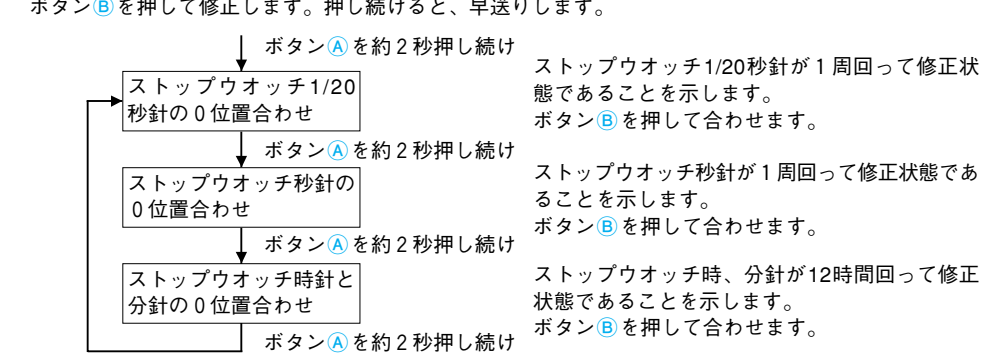 ボタンⒷを押して修正します。押し続けると、早送りします。
ボタンⒶを約2秒押し続け
ストップウオッチ1/20
秒針の0位置合わせ
ストップウオッチ1/20秒針が1周回って修正状
態であることを示します。
ボタンⒷを押して合わせます。
ボタンⒶを約2秒押し続け
ストップウオッチ秒針の
0位置合わせ
ストップウオッチ秒針が1周回って修正状態であ
ることを示します。
ボタンⒷを押して合わせます。
ボタンⒶを約2秒押し続け
ストップウオッチ時針と
分針の0位置合わせ
ストップウオッチ時、分針が12時間回って修正
状態であることを示します。
ボタンⒷを押して合わせます。
ボタンⒶを約2秒押し続け